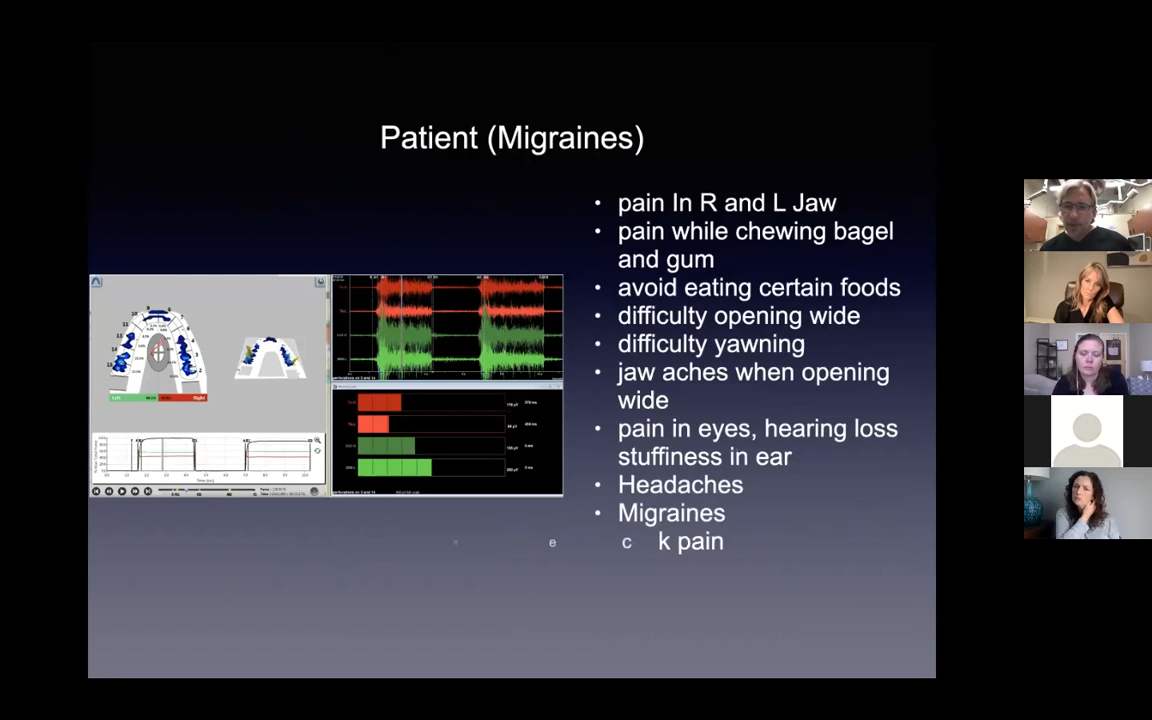 Patient (Migraines)
pain In R and L Jaw
pain while chewing bagel
and gum
avoid eating certain foods
difficulty opening wide
difficulty yawning
jaw aches when opening
wide
pain in eyes, hearing loss
stuffiness in ear
Headaches
Migraines
e c k pain
Left
Right